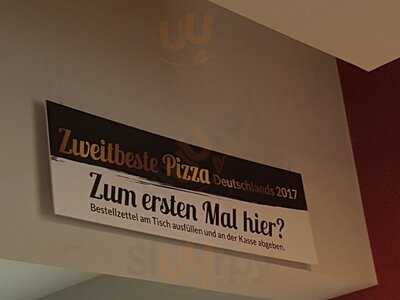 Zweitbeste Pizza Deutschlands 2017
Zum ersten Mal hier?
Bestellzettel am Tisch ausfüllen und an der Kasse abgeben.